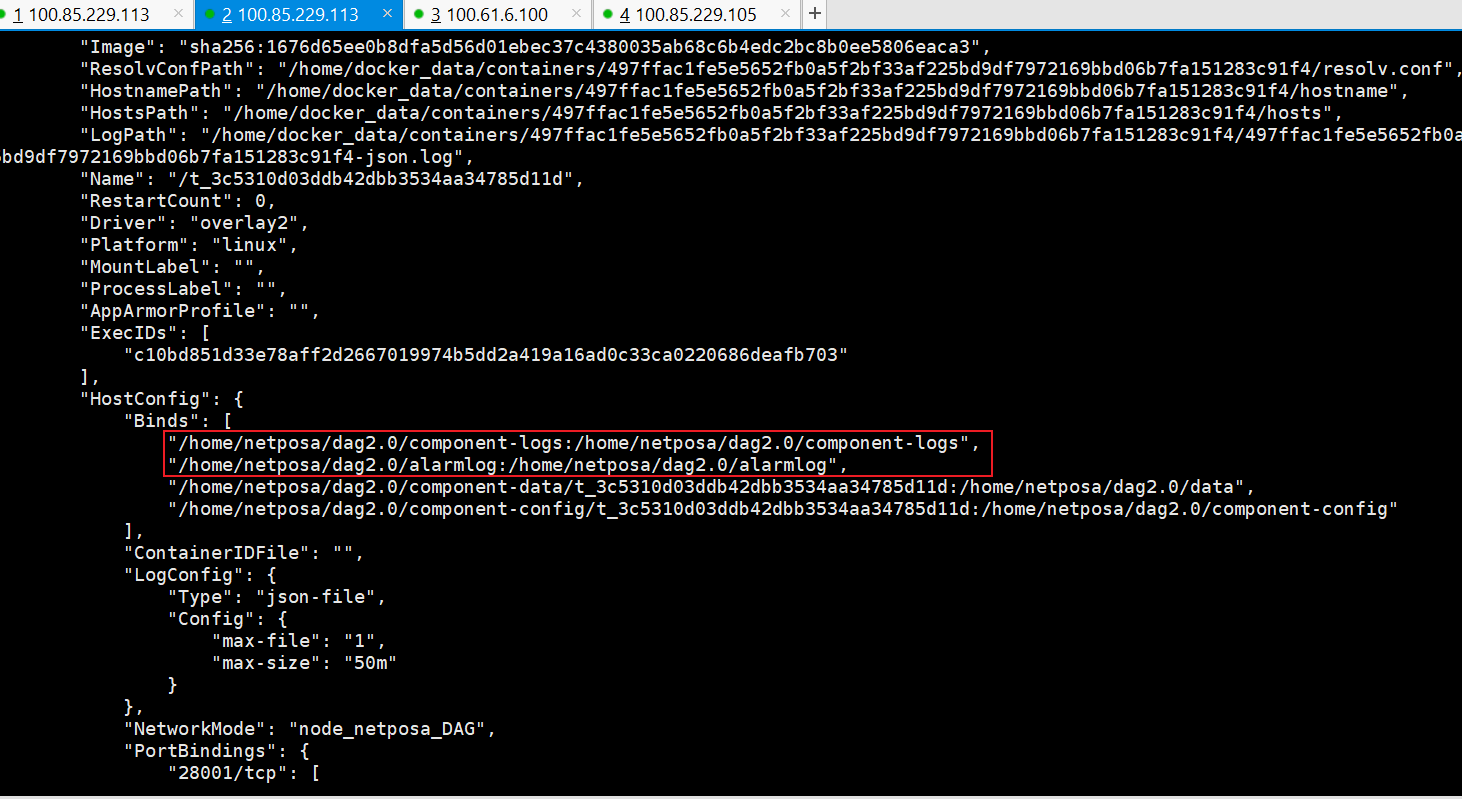 1 100.85.229.113 × 2 100.85.229.113 × 3 100.61.6.100 × 4 100.85.229.105 × +
"Image": "sha256:1676d65ee0b8dfa5d56d01ebec37c4380035ab68c6b4edc2bc8b0ee5806eaca3",
"ResolvConfPath": "/home/docker_data/containers/497ffac1fe5e5652fb0a5f2bf33af225bd9df7972169bbd06b7fa151283c91f4/resolv.conf",
"HostnamePath": "/home/docker_data/containers/497ffac1fe5e5652fb0a5f2bf33af225bd9df7972169bbd06b7fa151283c91f4/hostname",
"HostsPath": "/home/docker_data/containers/497ffac1fe5e5652fb0a5f2bf33af225bd9df7972169bbd06b7fa151283c91f4/hosts",
"LogPath": "/home/docker_data/containers/497ffac1fe5e5652fb0a5f2bf33af225bd9df7972169bbd06b7fa151283c91f4/497ffac1fe5e5652fb0a
bd9df7972169bbd06b7fa151283c91f4-json.log",
"Name": "/t_3c5310d03ddb42dbb3534aa34785d11d",
"RestartCount": 0,
"Driver": "overlay2",
"Platform": "linux",
"MountLabel": "",
"ProcessLabel": "",
"AppArmorProfile": "",
"ExecIDs": [
"c10bd851d33e78aff2d2667019974b5dd2a419a16ad0c33ca0220686deafb703"
],
"HostConfig": {
"Binds": [
"/home/netposa/dag2.0/component-logs:/home/netposa/dag2.0/component-logs",
"/home/netposa/dag2.0/alarmlog:/home/netposa/dag2.0/alarmlog",
"/home/netposa/dag2.0/component-data/t_3c5310d03ddb42dbb3534aa34785d11d:/home/netposa/dag2.0/data",
"/home/netposa/dag2.0/component-config/t_3c5310d03ddb42dbb3534aa34785d11d:/home/netposa/dag2.0/component-config"
],
"ContainerIDFile": "",
"LogConfig": {
"Type": "json-file",
"Config": {
"max-file": "1",
"max-size": "50m"
}
},
"NetworkMode": "node_netposa_DAG",
"PortBindings": {
"28001/tcp": [